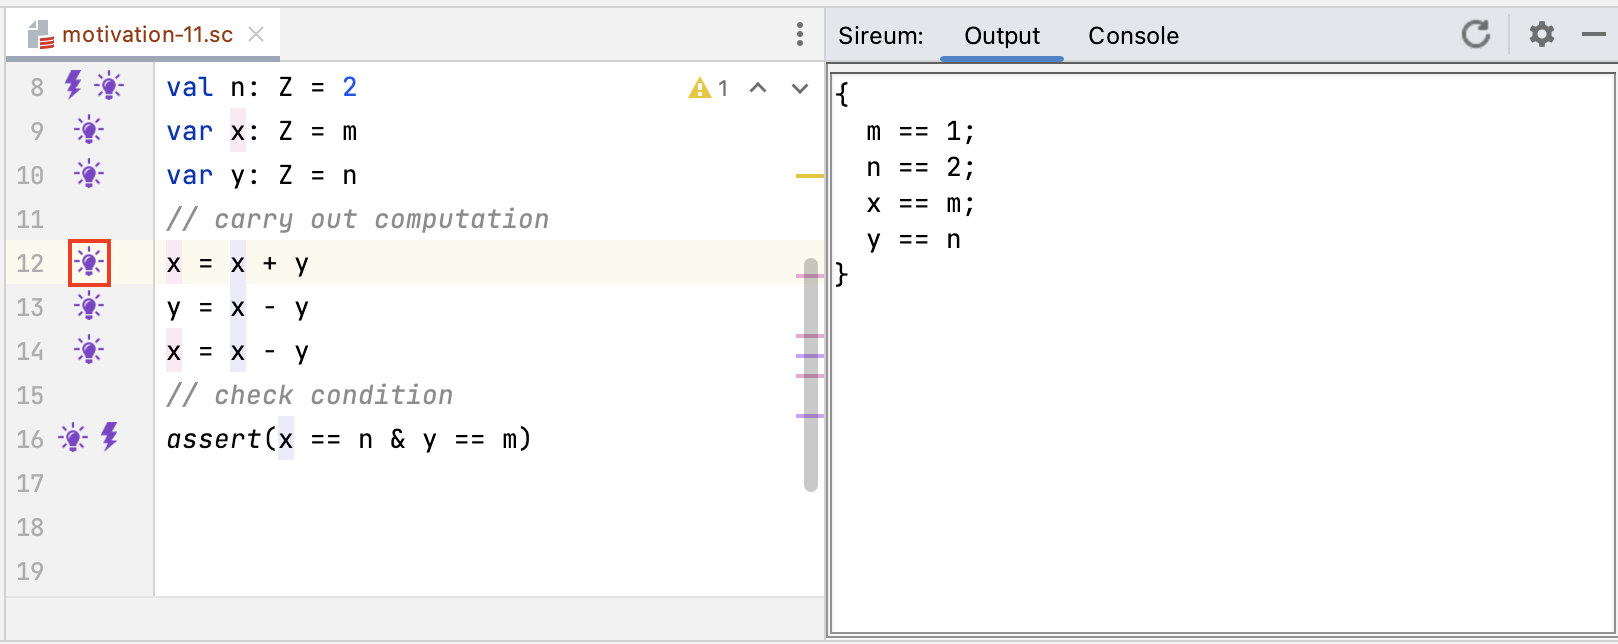 motivation-11.sc
8 val n: Z = 2 1
9 var x: Z = m
10 var y: Z = n
11 // carry out computation
12 x = x + y
13 y = x - y
14 x = x - y
15 // check condition
16 assert(x == n & y == m)
17
18
19
Sireum: Output Console
{
  m == 1;
  n == 2;
  x == m;
  y == n
}